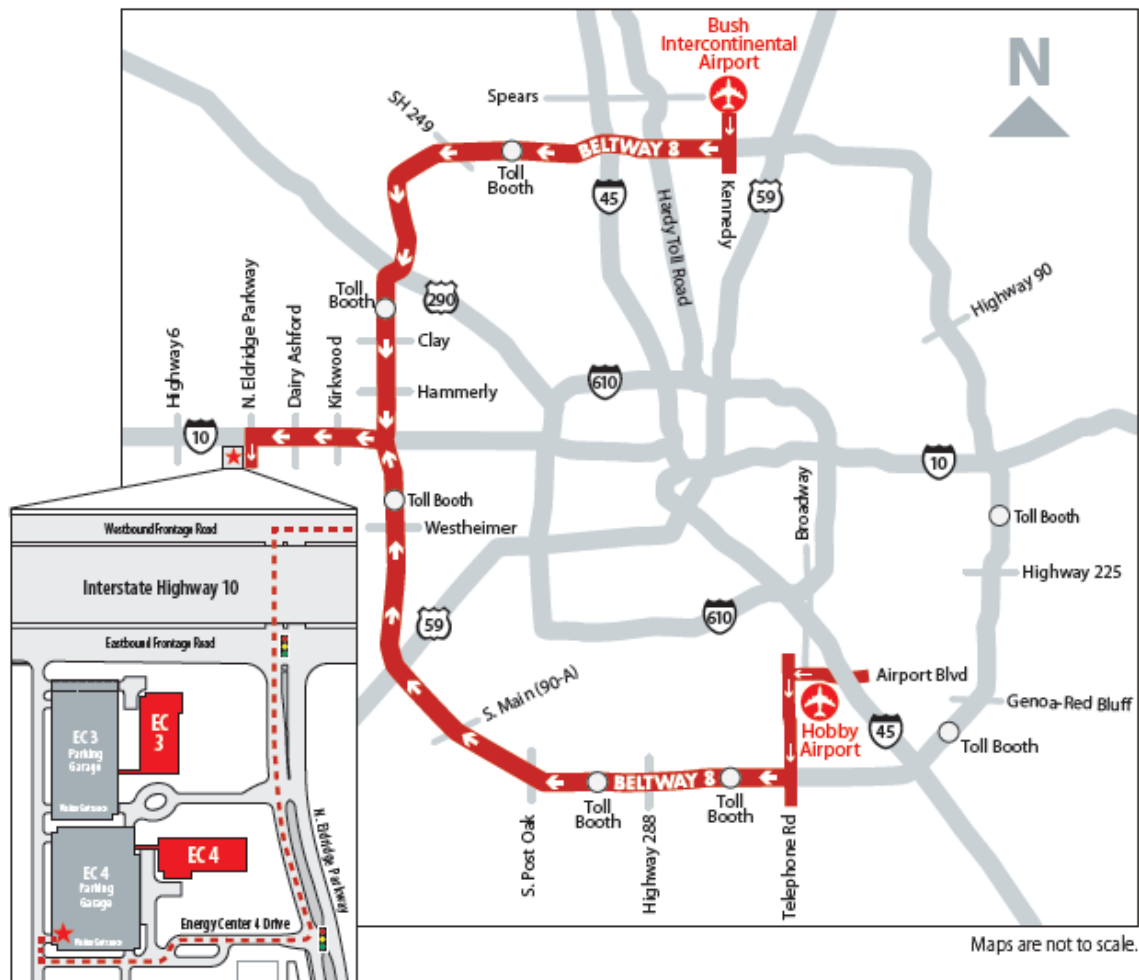 Bush
Intercontinental
Airport
N
Spears
SH 249
BELTWAY 8
Toll
Booth
45
Hardy Toll Road
Kennedy
59
Highway 90
Toll
Booth
290
Clay
Hammerly
Highway 6
N. Eldridge Parkway
Dairy Ashford
Kirkwood
610
10
10
Toll Booth
Westheimer
Broadway
Toll Booth
Highway 225
59
610
S. Main (90-A)
Airport Blvd
Genoa-Red Bluff
Hobby
Airport
45
Toll Booth
BELTWAY 8
Toll
Booth
Toll
Booth
S. Post Oak
Highway 288
Telephone Rd
Westbound Frontage Road
Interstate Highway 10
Eastbound Frontage Road
EC 3
Parking
Garage
EC
3
Visitor Entrance
EC 4
Parking
Garage
EC 4
N. Eldridge Parkway
Energy Center 4 Drive
Visitor Entrance
Maps are not to scale.